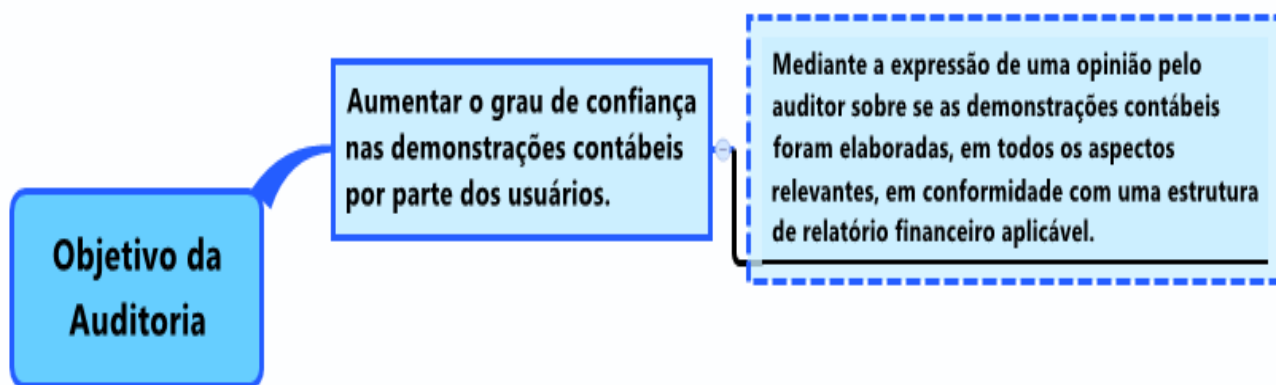 Objetivo da
Auditoria
Aumentar o grau de confiança
nas demonstrações contábeis
por parte dos usuários.
Mediante a expressão de uma opinião pelo
auditor sobre se as demonstrações contábeis
foram elaboradas, em todos os aspectos
relevantes, em conformidade com uma estrutura
de relatório financeiro aplicável.